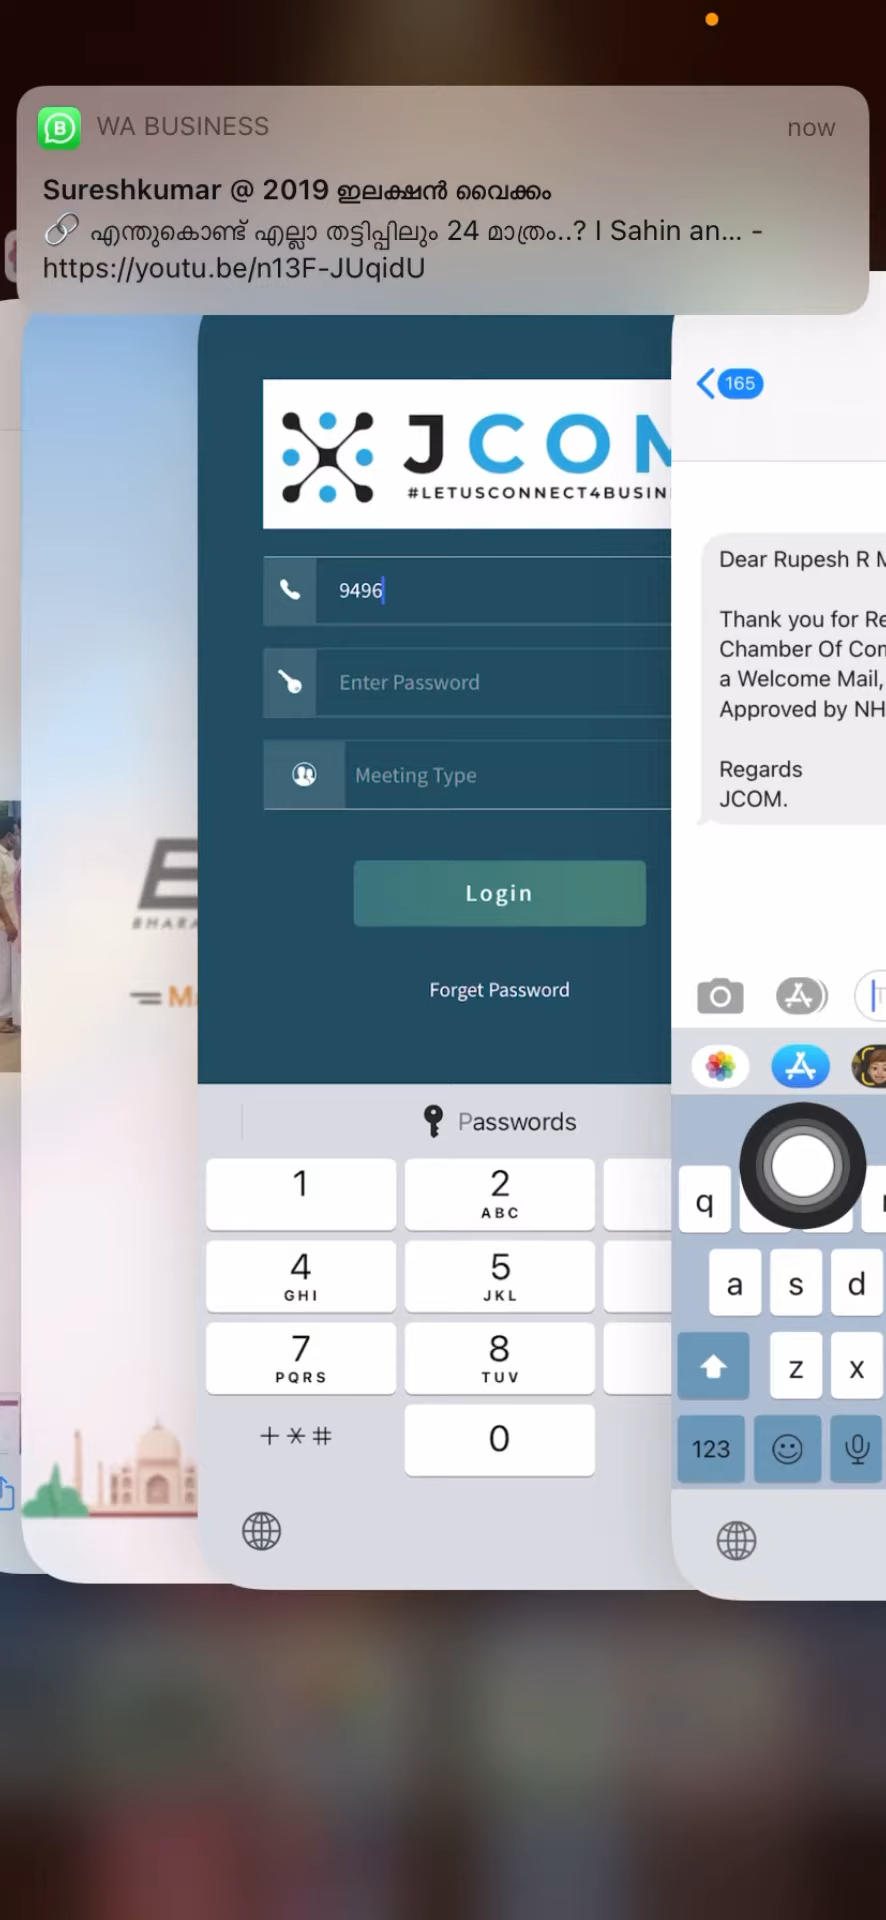 WA BUSINESS
now
Sureshkumar @ 2019 ഇലക്ഷൻ വൈക്കം
എന്തുകൊണ്ട് എല്ലാ തട്ടിപ്പിലും 24 മാത്രം..? I Sahin an... -
https://youtu.be/n13F-JUqidU
JCOM
#LETUSCONNECT4BUSIN
9496
Enter Password
Meeting Type
Login
Forget Password
Passwords
1
2
ABC
4
GHI
5
JKL
7
PQRS
8
TUV
+*#
0
165
Dear Rupesh R M
Thank you for Re
Chamber Of Com
a Welcome Mail,
Approved by NH
Regards
JCOM.
q
a s d
z x
123
BHARA